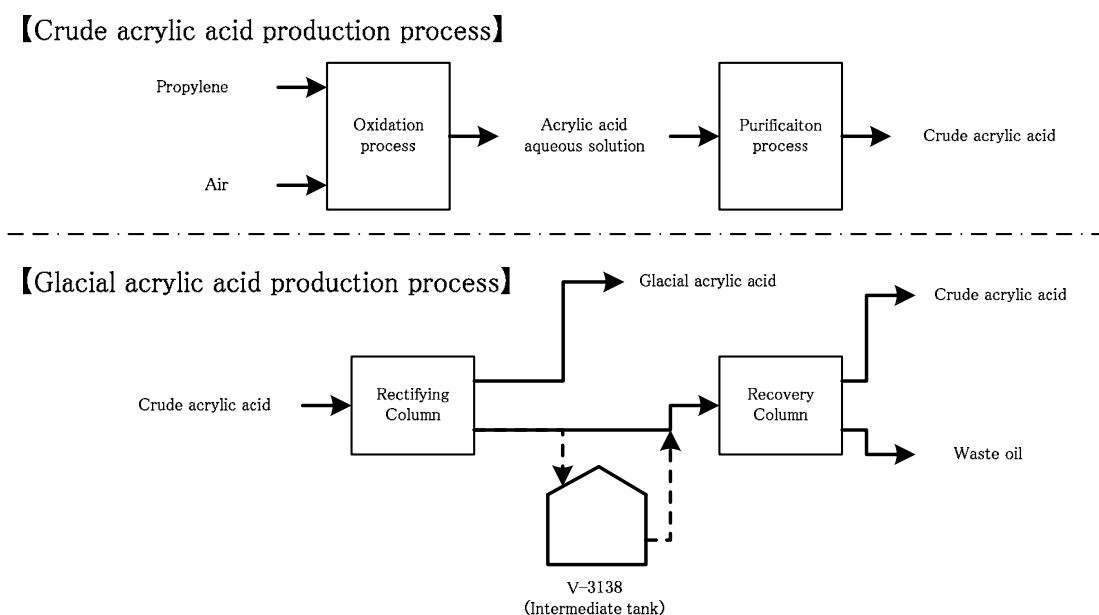 【Crude acrylic acid production process】
Propylene
Air
Oxidation
process
Acrylic acid
aqueous solution
Purificaiton
process
Crude acrylic acid
【Glacial acrylic acid production process】
Glacial acrylic acid
Crude acrylic acid
Crude acrylic acid
Rectifying
Column
Recovery
Column
Waste oil
V-3138
(Intermediate tank)